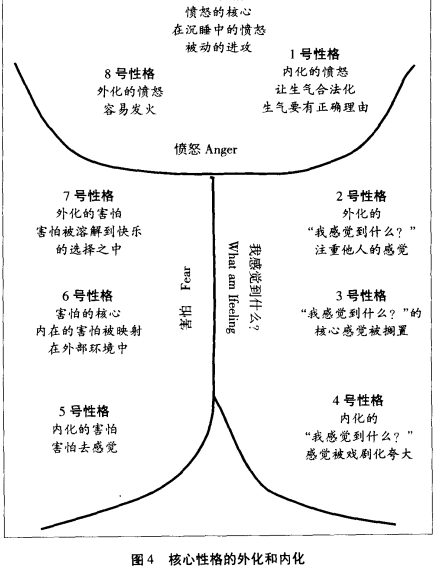 愤怒的核心
在沉睡中的愤怒
被动的进攻
8 号性格
外化的愤怒
容易发火
1 号性格
内化的愤怒
让生气合法化
生气要有正确理由
愤怒 Anger
7 号性格
外化的害怕
害怕被溶解到快乐
的选择之中
2 号性格
外化的
“我感觉到什么？”
注重他人的感觉
害怕 Fear
我感觉到什么?
What am Ifeeling
6 号性格
害怕的核心
内在的害怕被映射
在外部环境中
3 号性格
“我感觉到什么？”的
核心感觉被搁置
5 号性格
内化的害怕
害怕去感觉
4 号性格
内化的
“我感觉到什么？”
感觉被戏剧化夸大
图 4 核心性格的外化和内化